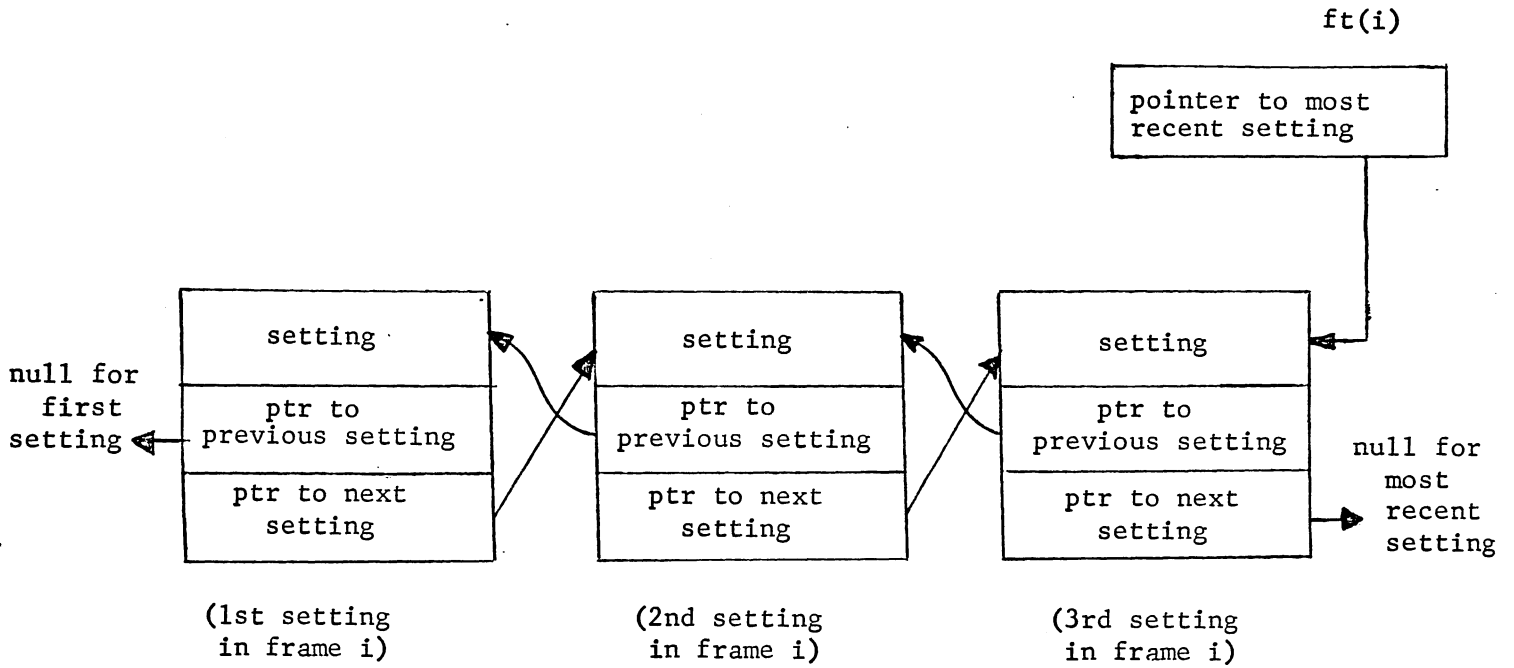 ft(i)
pointer to most
recent setting
null for
first
setting
setting
ptr to
previous setting
ptr to next
setting
setting
ptr to
previous setting
ptr to next
setting
setting
ptr to
previous setting
ptr to next
setting
null for
most
recent
setting
(1st setting
in frame i)
(2nd setting
in frame i)
(3rd setting
in frame i)